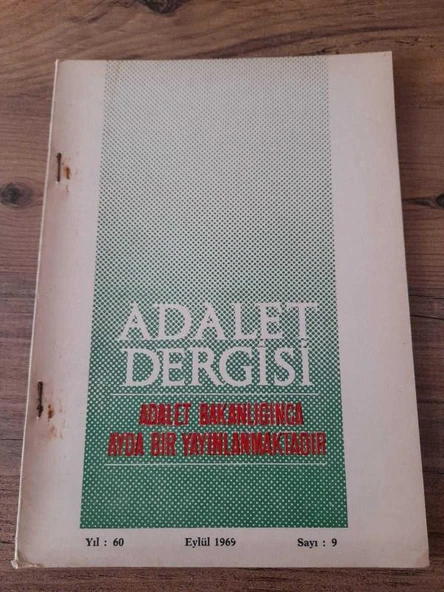 ADALET
DERGİSİ
ADALET BAKANLIĞINCA
AYDA BİR YAYINLANMAKTADIR
Yıl : 60 Eylül 1969 Sayı : 9